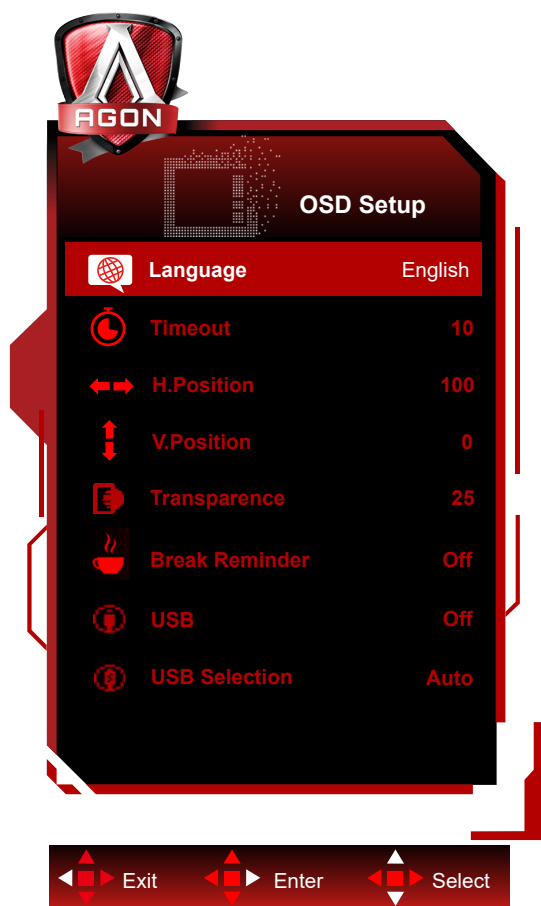 AGON
OSD Setup
Language English
Timeout 10
H.Position 100
V.Position 0
Transparence 25
Break Reminder Off
USB Off
USB Selection Auto
Exit Enter Select